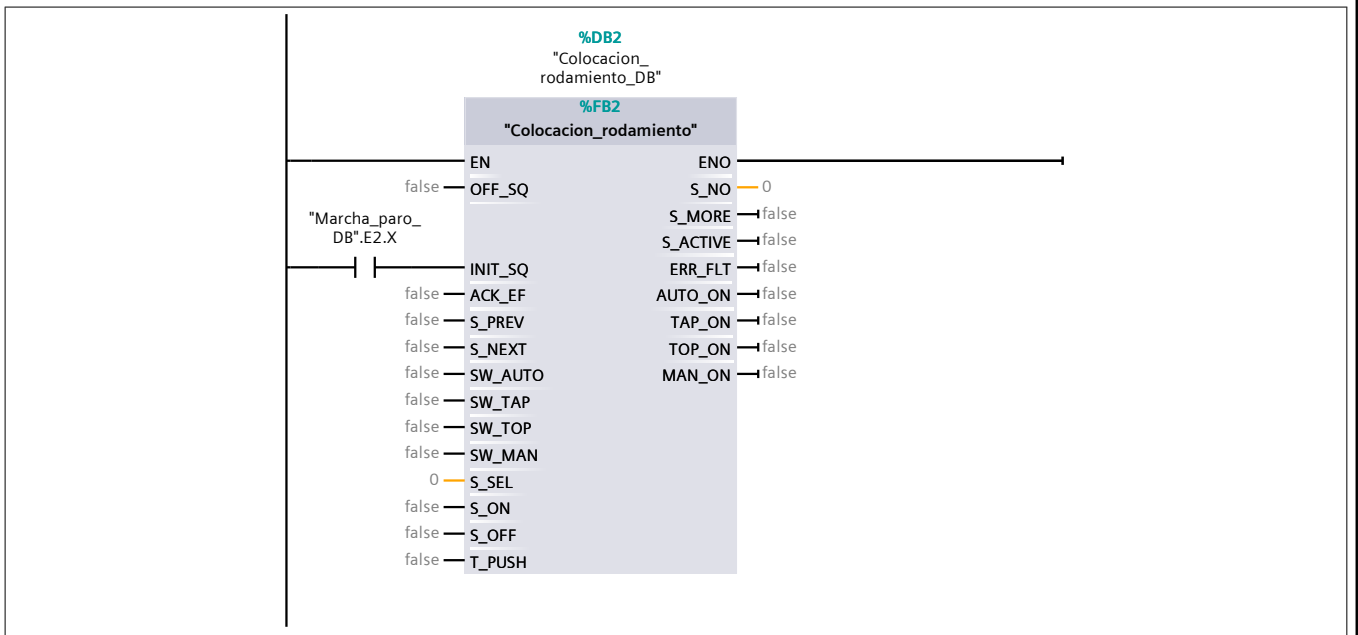 %DB2
"Colocacion_
rodamiento_DB"
%FB2
"Colocacion_rodamiento"
EN ENO
false OFF_SQ S_NO 0
"Marcha_paro_
DB".E2.X
S_MORE false
S_ACTIVE false
INIT_SQ ERR_FLT false
false ACK_EF AUTO_ON false
false S_PREV TAP_ON false
false S_NEXT TOP_ON false
false SW_AUTO MAN_ON false
false SW_TAP
false SW_TOP
false SW_MAN
0 S_SEL
false S_ON
false S_OFF
false T_PUSH